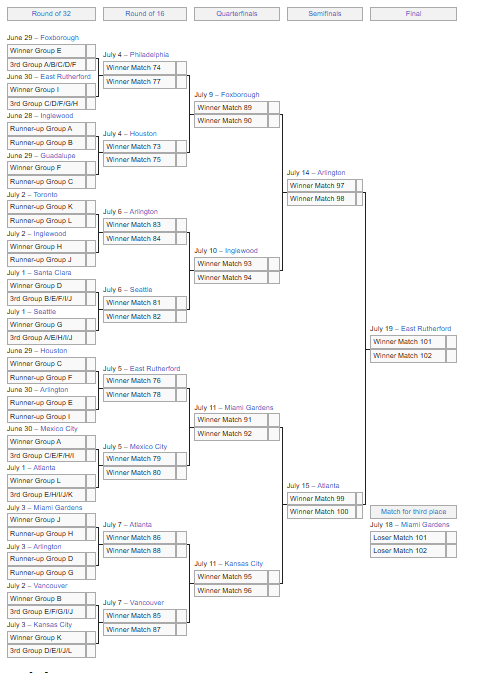 Round of 32
Round of 16
Quarterfinals
Semifinals
Final
June 29 – Foxborough
Winner Group E
3rd Group A/B/C/D/F
June 30 – East Rutherford
Winner Group I
3rd Group C/D/F/G/H
June 28 – Inglewood
Runner-up Group A
Runner-up Group B
June 29 – Guadalupe
Winner Group F
Runner-up Group C
July 2 – Toronto
Runner-up Group K
Runner-up Group L
July 2 – Inglewood
Winner Group H
Runner-up Group J
July 1 – Santa Clara
Winner Group D
3rd Group B/E/F/I/J
July 1 – Seattle
Winner Group G
3rd Group A/E/H/I/J
June 29 – Houston
Winner Group C
Runner-up Group F
June 30 – Arlington
Runner-up Group E
Runner-up Group I
June 30 – Mexico City
Winner Group A
3rd Group C/E/F/H/I
July 1 – Atlanta
Winner Group L
3rd Group E/H/I/J/K
July 3 – Miami Gardens
Winner Group J
Runner-up Group H
July 3 – Arlington
Runner-up Group D
Runner-up Group G
July 2 – Vancouver
Winner Group B
3rd Group E/F/G/I/J
July 3 – Kansas City
Winner Group K
3rd Group D/E/I/J/L
July 4 – Philadelphia
Winner Match 74
Winner Match 77
July 4 – Houston
Winner Match 73
Winner Match 75
July 6 – Arlington
Winner Match 83
Winner Match 84
July 6 – Seattle
Winner Match 81
Winner Match 82
July 5 – East Rutherford
Winner Match 76
Winner Match 78
July 5 – Mexico City
Winner Match 79
Winner Match 80
July 7 – Atlanta
Winner Match 86
Winner Match 88
July 7 – Vancouver
Winner Match 85
Winner Match 87
July 9 – Foxborough
Winner Match 89
Winner Match 90
July 10 – Inglewood
Winner Match 93
Winner Match 94
July 11 – Miami Gardens
Winner Match 91
Winner Match 92
July 11 – Kansas City
Winner Match 95
Winner Match 96
July 14 – Arlington
Winner Match 97
Winner Match 98
July 15 – Atlanta
Winner Match 99
Winner Match 100
July 19 – East Rutherford
Winner Match 101
Winner Match 102
Match for third place
July 18 – Miami Gardens
Loser Match 101
Loser Match 102